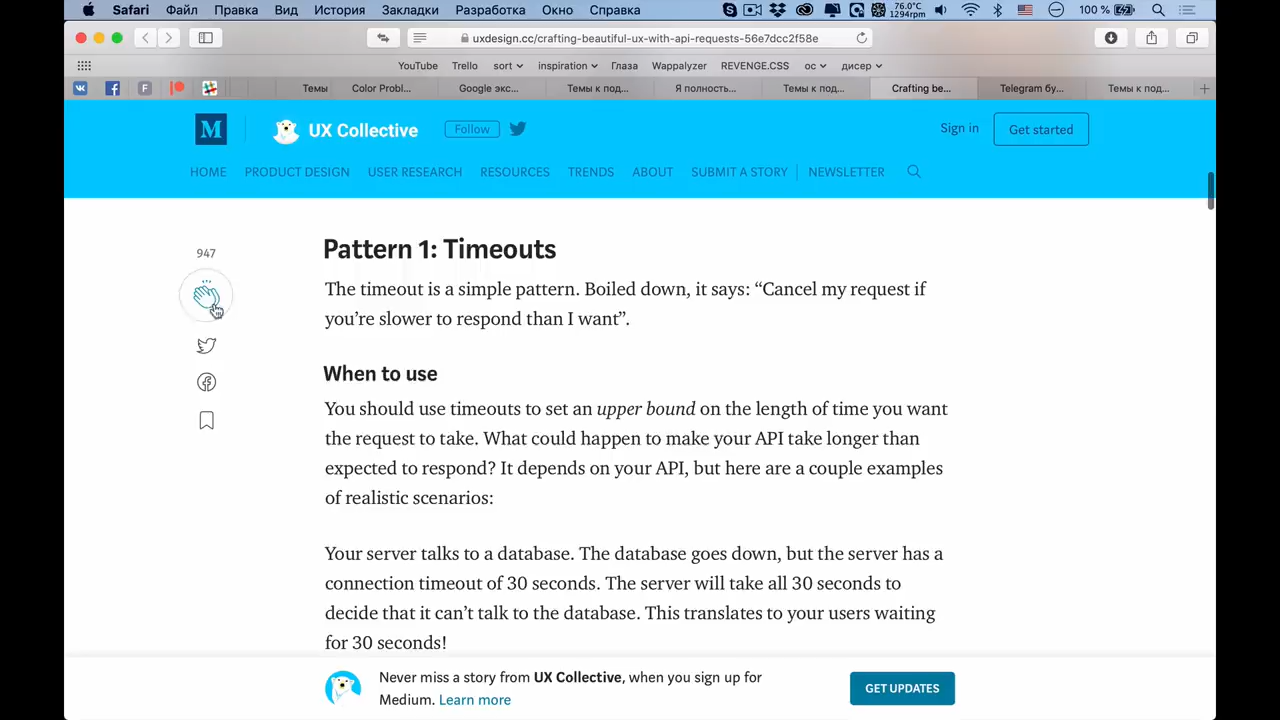 Safari Файл Правка Вид История Закладки Разработка Окно Справка 76.0°C 1294rpm 100 %
uxdesign.cc/crafting-beautiful-ux-with-api-requests-56e7dcc2f58e
YouTube Trello sort inspiration Глаза Wappalyzer REVENGE.CSS ос дисер
F Темы Color Probl... Google экс... Темы к под... Я полность... Темы к под... Crafting be... Telegram бу... Темы к под...
M UX Collective Follow Sign in Get started
HOME PRODUCT DESIGN USER RESEARCH RESOURCES TRENDS ABOUT SUBMIT A STORY NEWSLETTER
947
Pattern 1: Timeouts
The timeout is a simple pattern. Boiled down, it says: “Cancel my request if
you’re slower to respond than I want”.
When to use
You should use timeouts to set an upper bound on the length of time you want
the request to take. What could happen to make your API take longer than
expected to respond? It depends on your API, but here are a couple examples
of realistic scenarios:
Your server talks to a database. The database goes down, but the server has a
connection timeout of 30 seconds. The server will take all 30 seconds to
decide that it can’t talk to the database. This translates to your users waiting
for 30 seconds!
Never miss a story from UX Collective, when you sign up for
Medium. Learn more
GET UPDATES